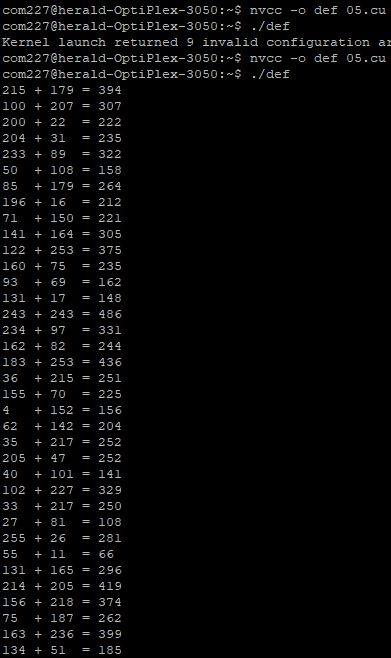 com227@herald-OptiPlex-3050:~$ nvcc -o def 05.cu
com227@herald-OptiPlex-3050:~$ ./def
Kernel launch returned 9 invalid configuration ar
com227@herald-OptiPlex-3050:~$ nvcc -o def 05.cu
com227@herald-OptiPlex-3050:~$ ./def
215 + 179 = 394
100 + 207 = 307
200 + 22 = 222
204 + 31 = 235
233 + 89 = 322
50 + 108 = 158
85 + 179 = 264
196 + 16 = 212
71 + 150 = 221
141 + 164 = 305
122 + 253 = 375
160 + 75 = 235
93 + 69 = 162
131 + 17 = 148
243 + 243 = 486
234 + 97 = 331
162 + 82 = 244
183 + 253 = 436
36 + 215 = 251
155 + 70 = 225
4 + 152 = 156
62 + 142 = 204
35 + 217 = 252
205 + 47 = 252
40 + 101 = 141
102 + 227 = 329
33 + 217 = 250
27 + 81 = 108
255 + 26 = 281
55 + 11 = 66
131 + 165 = 296
214 + 205 = 419
156 + 218 = 374
75 + 187 = 262
163 + 236 = 399
134 + 51 = 185